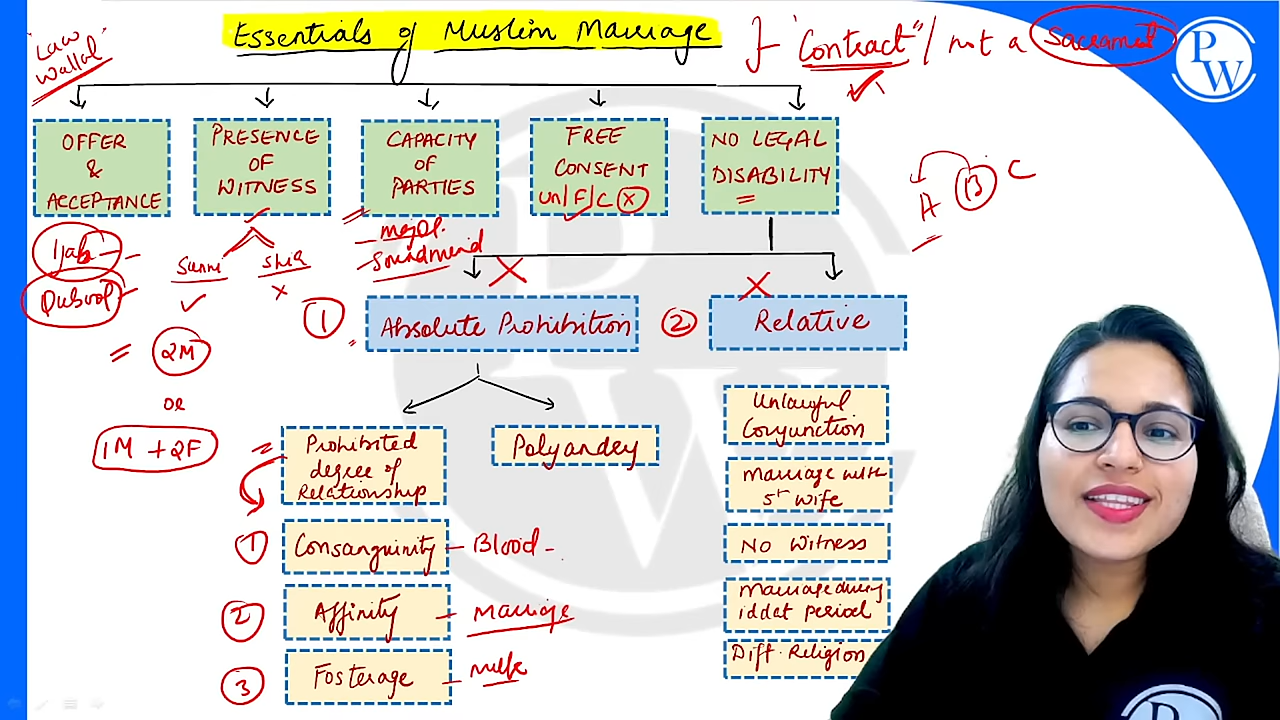 "Law
Wallah"
Essentials of Muslim Marriage } "Contract" / not a Sacrament
PW
OFFER
&
ACCEPTANCE
PRESENCE
OF
WITNESS
CAPACITY
OF
PARTIES
FREE
CONSENT
un/F/C X
NO LEGAL
DISABILITY
A B C
Ijab
Qubool
Sunni
Shia
✓
X
majOr.
- Soundmind
= 2M
or
1M + 2F
1 Absolute Prohibition
2 Relative
Prohibited
degree of
Relationship
Polyandry
1 Consanguinity - Blood -
2 Affinity - Marriage
3 Fosterage - milk
Unlawful
Conjunction
Marriage with
5th wife
No Witness
Marriage during
iddat period
Diff. Religion
PW
PW